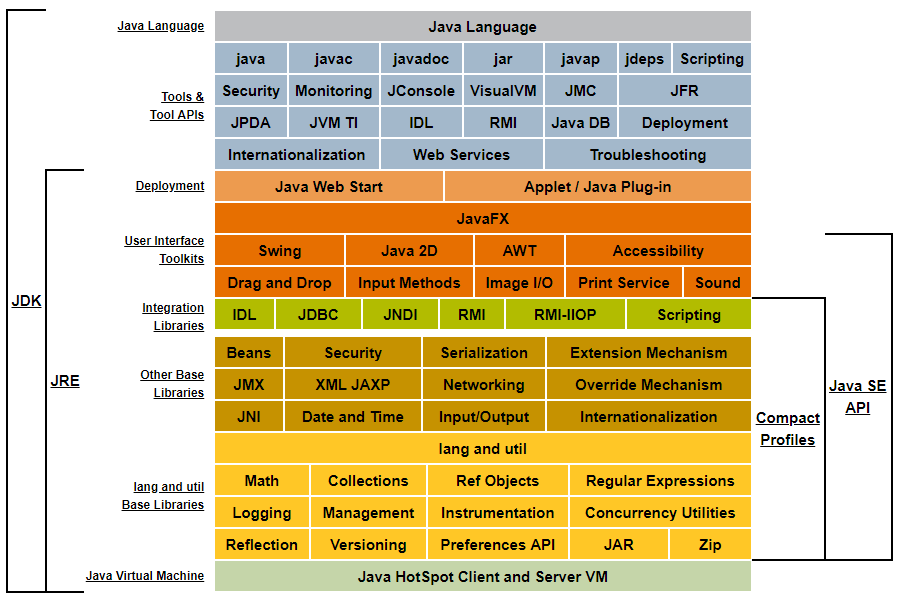 Java Language Java Language
java javac javadoc jar javap jdeps Scripting
Tools & Security Monitoring JConsole VisualVM JMC JFR
Tool APIs JPDA JVM TI IDL RMI Java DB Deployment
Internationalization Web Services Troubleshooting
Deployment Java Web Start Applet / Java Plug-in
JavaFX
User Interface Swing Java 2D AWT Accessibility
Toolkits
Drag and Drop Input Methods Image I/O Print Service Sound
JDK
Integration IDL JDBC JNDI RMI RMI-IIOP Scripting
Libraries
Beans Security Serialization Extension Mechanism
JRE
Other Base JMX XML JAXP Networking Override Mechanism Java SE
Libraries API
JNI Date and Time Input/Output Internationalization Compact
Profiles
lang and util
Math Collections Ref Objects Regular Expressions
lang and util
Base Libraries
Logging Management Instrumentation Concurrency Utilities
Reflection Versioning Preferences API JAR Zip
Java Virtual Machine Java HotSpot Client and Server VM